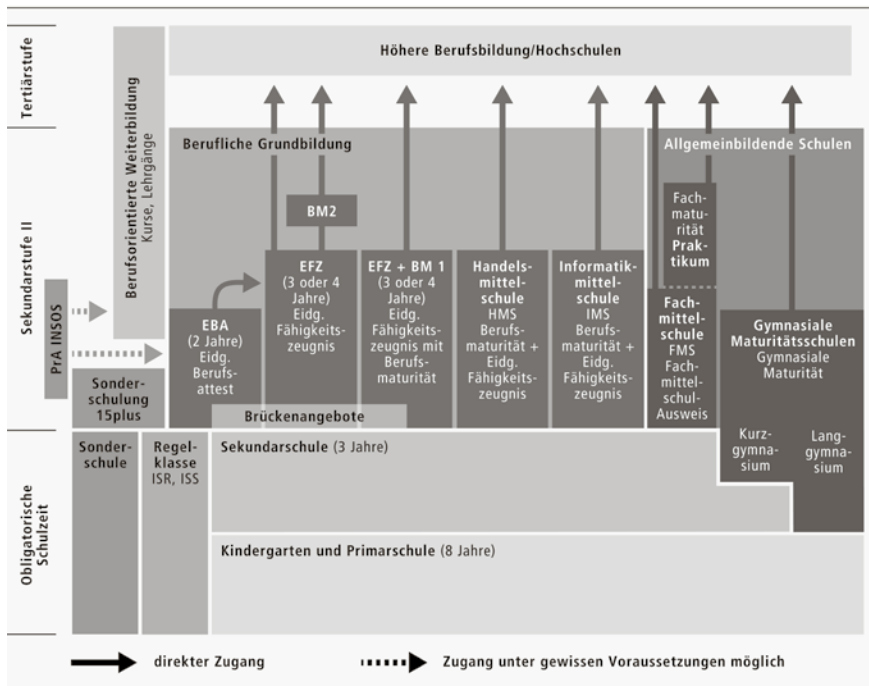 Tertiärstufe
Sekundarstufe II
Obligatorische
Schulzeit
Berufsorientierte Weiterbildung
Kurse, Lehrgänge
PrA INSOS
Höhere Berufsbildung/Hochschulen
Berufliche Grundbildung
Allgemeinbildende Schulen
BM2
EBA
(2 Jahre)
Eidg.
Berufs-
attest
EFZ
(3 oder 4
Jahre)
Eidg.
Fähigkeits-
zeugnis
EFZ + BM 1
(3 oder 4
Jahre)
Eidg.
Fähigkeits-
zeugnis mit
Berufs-
maturität
Handels-
mittel-
schule
HMS
Berufs-
maturität +
Eidg.
Fähigkeits-
zeugnis
Informatik-
mittel-
schule
IMS
Berufs-
maturität +
Eidg.
Fähigkeits-
zeugnis
Fach-
matu-
rität
Prak-
tikum
Fach-
mittel-
schule
FMS
Fach-
mittel-
schul-
Ausweis
Gymnasiale
Maturitätsschulen
Gymnasiale
Maturität
Kurz-
gymna-
sium
Lang-
gymna-
sium
Brückenangebote
Sonder-
schulung
15plus
Sonder-
schule
Regel-
klasse
ISR, ISS
Sekundarschule (3 Jahre)
Kindergarten und Primarschule (8 Jahre)
direkter Zugang
Zugang unter gewissen Voraussetzungen möglich